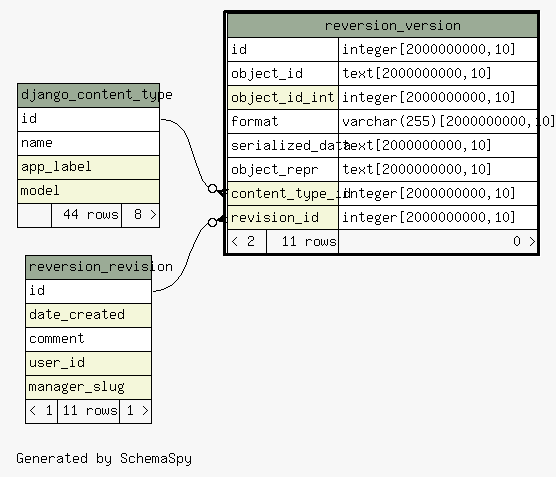 reversion_version
id integer[2000000000,10]
object_id text[2000000000,10]
object_id_int integer[2000000000,10]
format varchar(255)[2000000000,10]
serialized_data text[2000000000,10]
object_repr text[2000000000,10]
content_type_id integer[2000000000,10]
revision_id integer[2000000000,10]
< 2 11 rows 0 >
django_content_type
id
name
app_label
model
44 rows 8 >
reversion_revision
id
date_created
comment
user_id
manager_slug
< 1 11 rows 1 >
Generated by SchemaSpy